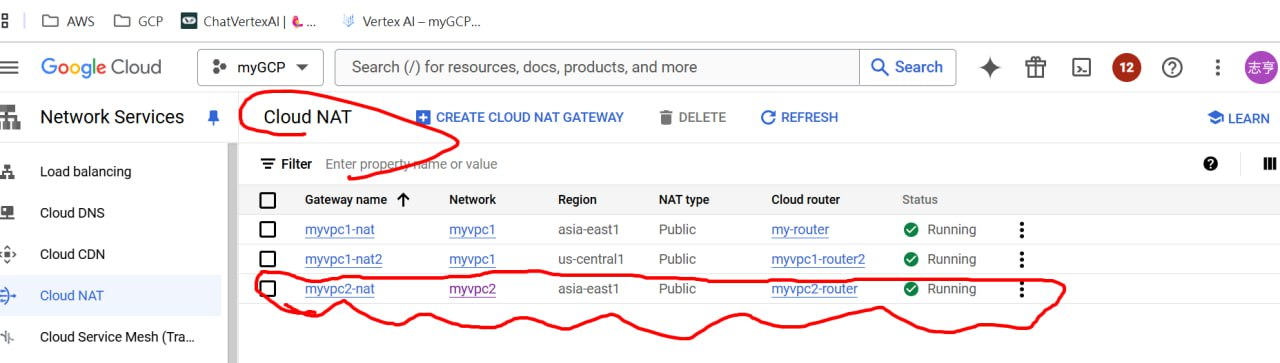 AWS GCP ChatVertexAI | 🦜... Vertex AI – myGCP...
Google Cloud myGCP Search (/) for resources, docs, products, and more Search 12 志亨
Network Services Cloud NAT CREATE CLOUD NAT GATEWAY DELETE REFRESH LEARN
Filter Enter property name or value
Load balancing
Cloud DNS
Cloud CDN
Cloud NAT
Cloud Service Mesh (Tra...
Gateway name Network Region NAT type Cloud router Status
myvpc1-nat myvpc1 asia-east1 Public my-router Running
myvpc1-nat2 myvpc1 us-central1 Public myvpc1-router2 Running
myvpc2-nat myvpc2 asia-east1 Public myvpc2-router Running